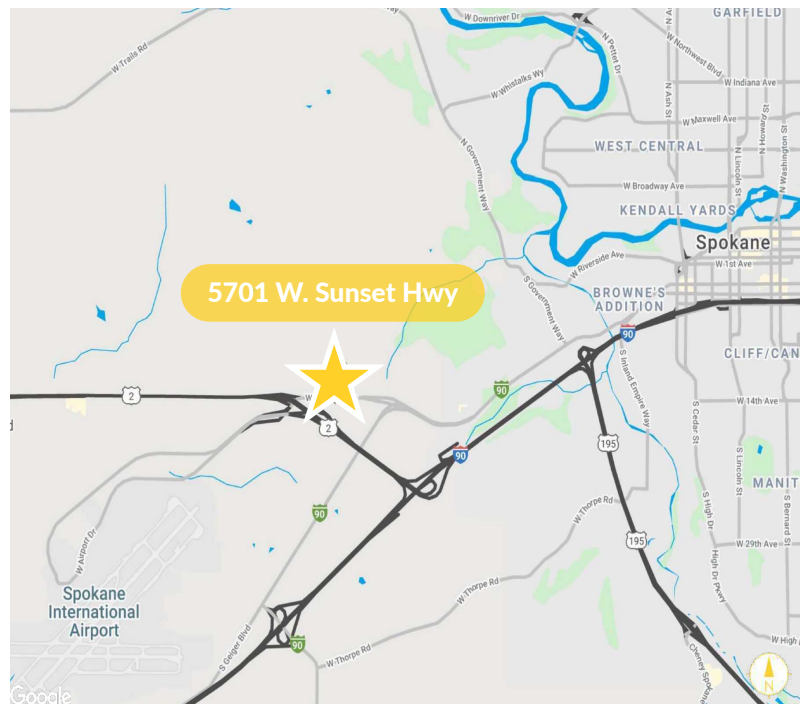 W Downriver Dr
GARFIELD
N Pettet Dr
W Northwest Blvd
W Trails Rd
W Indiana Ave
W Whistalks Wy
N Ash St
W Maxwell Ave
N Howard St
N Washington St
N Lincoln St
WEST CENTRAL
N Government Way
W Broadway Ave
KENDALL YARDS
Spokane
W Riverside Ave
W 1st Ave
5701 W. Sunset Hwy
S Government Way
BROWNE'S
ADDITION
90
S Inland Empire Way
CLIFF/CAN
2
90
W 14th Ave
2
S Cedar St
195
90
S Lincoln St
MANIT
S Bernard St
90
W Thorpe Rd
S High Dr
195
W 29th Ave
W Airport Dr
High Dr Pkwy
W Thorpe Rd
Spokane
International
Airport
S Geiger Blvd
90
W Thorpe Rd
W High
Cheney Spokane
N
Google